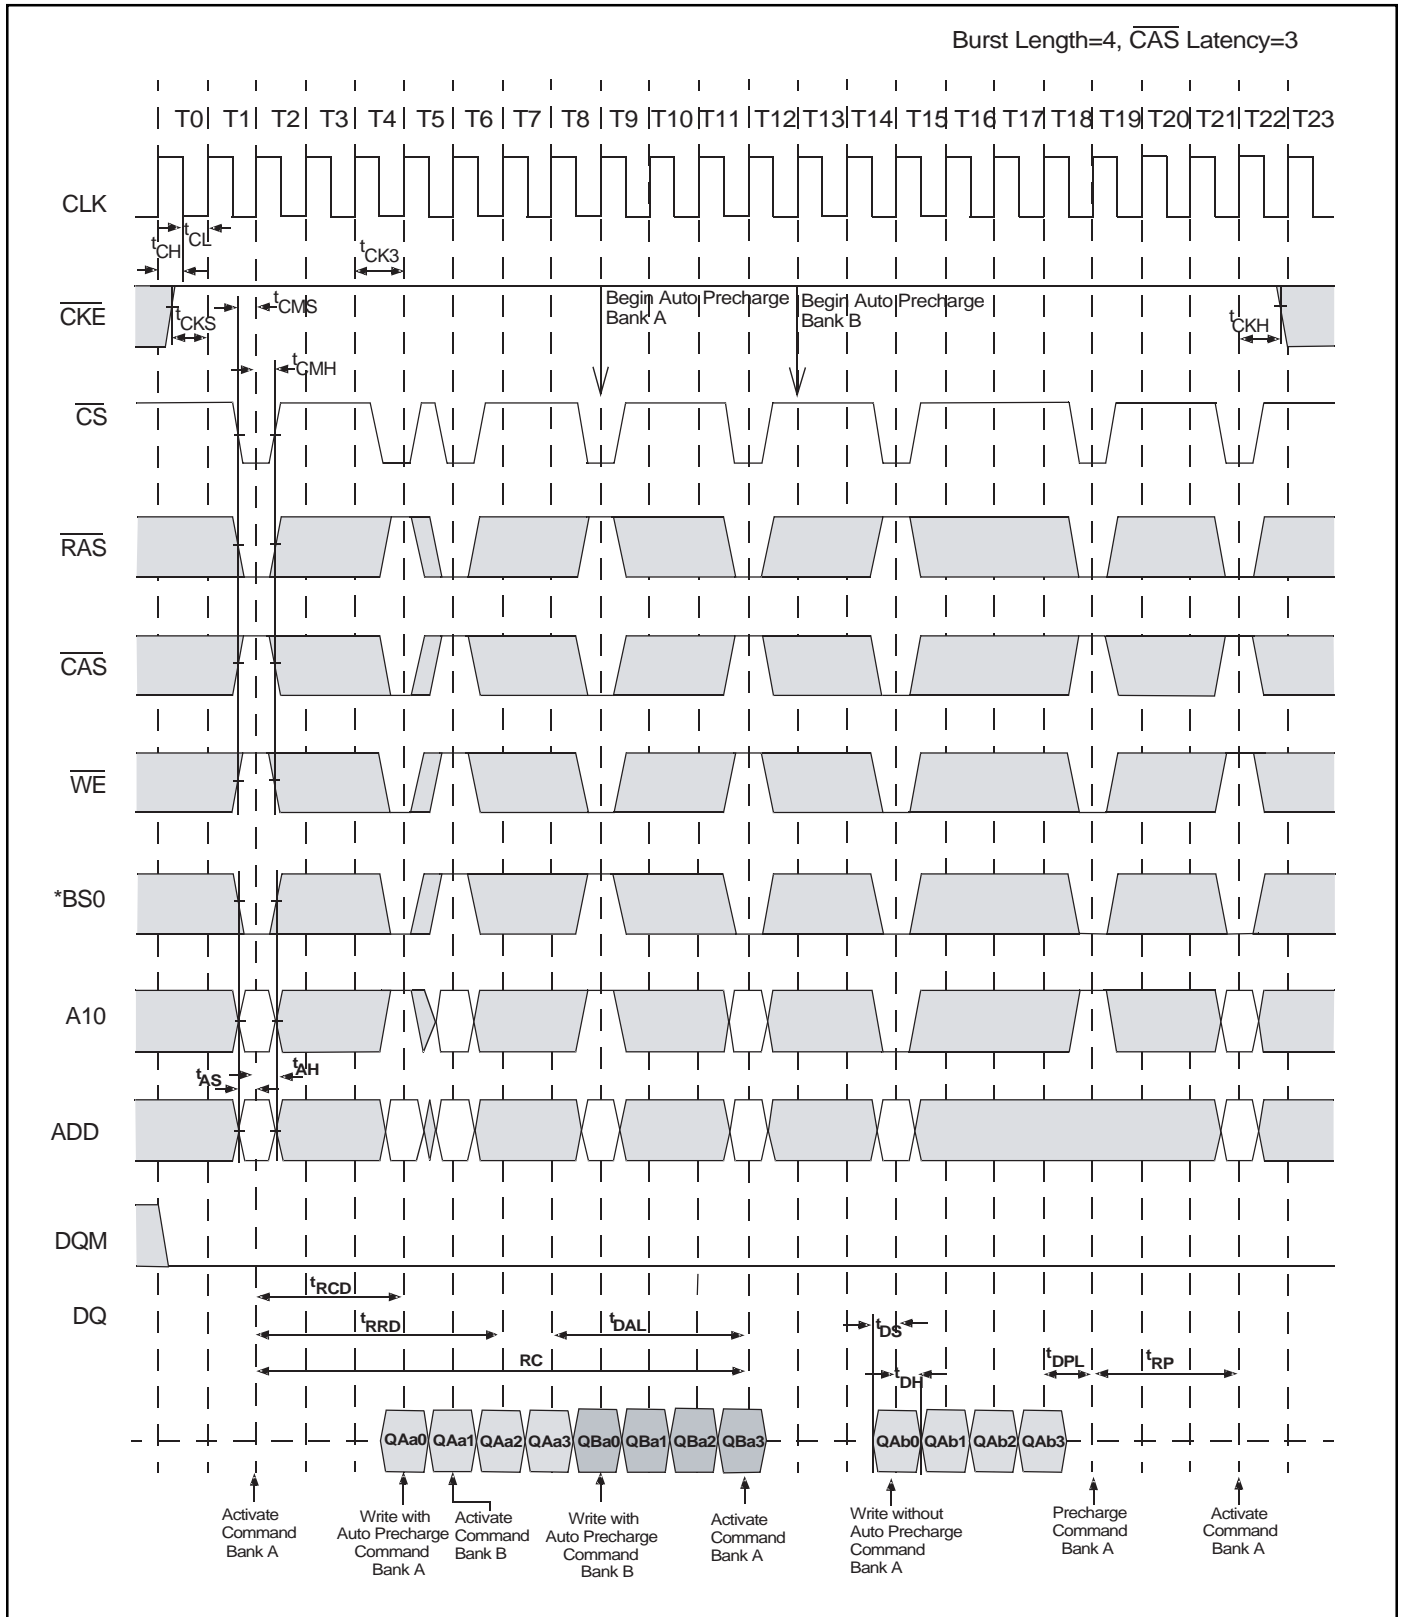 Burst Length=4, CAS Latency=3
T0 T1 T2 T3 T4 T5 T6 T7 T8 T9 T10 T11 T12 T13 T14 T15 T16 T17 T18 T19 T20 T21 T22 T23
CLK
tCH
tCL
tCK3
CKE
tCKS
tCMS
tCMH
Begin Auto Precharge
Bank A
Begin Auto Precharge
Bank B
tCKH
CS
RAS
CAS
WE
*BS0
A10
tAS
tAH
ADD
DQM
DQ
tRCD
tRRD
tDAL
RC
tDS
tDH
tDPL
tRP
QAa0 QAa1 QAa2 QAa3 QBa0 QBa1 QBa2 QBa3 QAb0 QAb1 QAb2 QAb3
Activate
Command
Bank A
Write with
Auto Precharge
Command
Bank A
Activate
Command
Bank B
Write with
Auto Precharge
Command
Bank B
Activate
Command
Bank A
Write without
Auto Precharge
Command
Bank A
Precharge
Command
Bank A
Activate
Command
Bank A